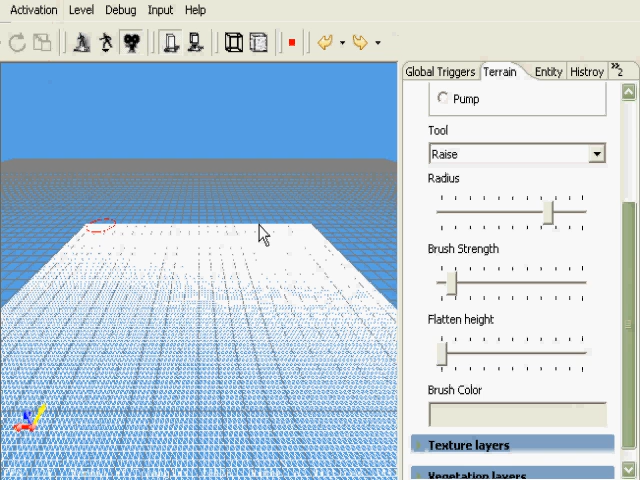 Activation Level Debug Input Help
Global Triggers Terrain Entity Histroy »2
Pump
Tool
Raise
Radius
Brush Strength
Flatten height
Brush Color
Texture layers
Vegetation layers